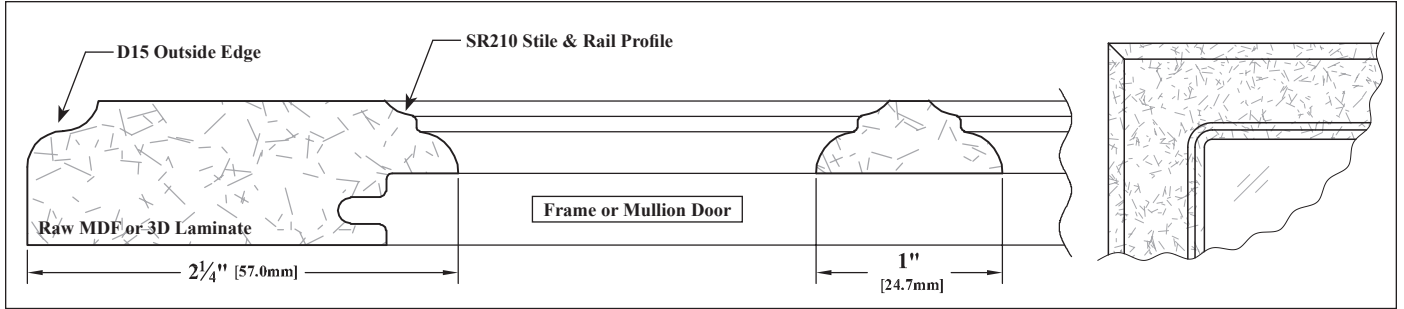 D15 Outside Edge
SR210 Stile & Rail Profile
Raw MDF or 3D Laminate
Frame or Mullion Door
2¼" [57.0mm]
1"
[24.7mm]